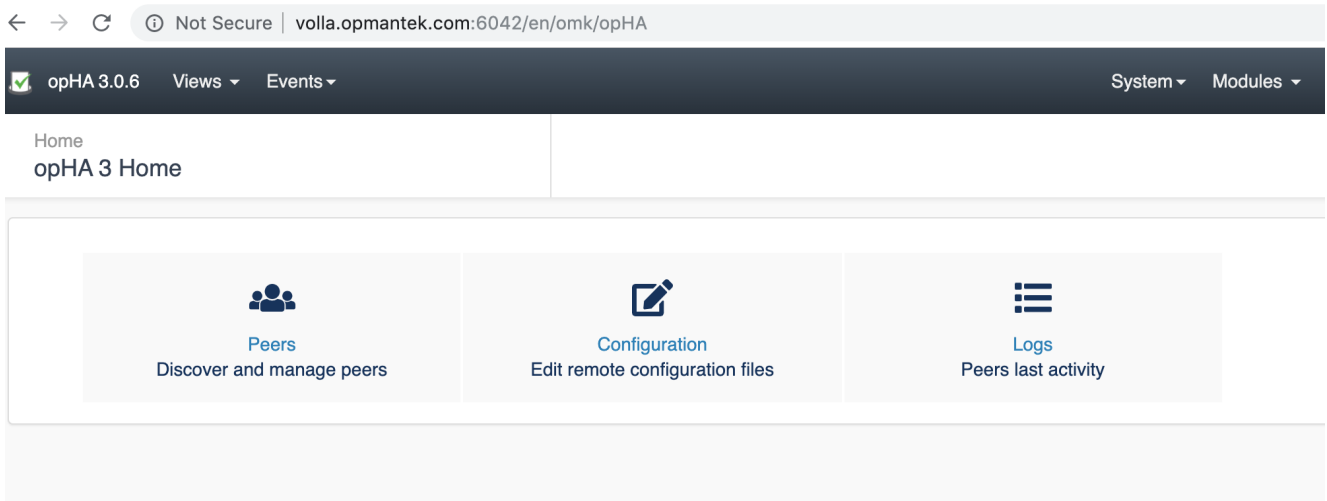 Not Secure | volla.opmantek.com:6042/en/omk/opHA
opHA 3.0.6 Views Events System Modules
Home
opHA 3 Home
Peers
Discover and manage peers
Configuration
Edit remote configuration files
Logs
Peers last activity